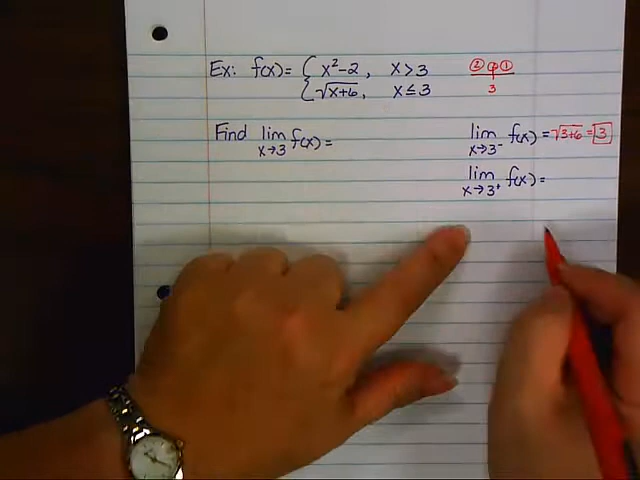 Ex: f(x) = { x²-2, x > 3
√x+6, x ≤ 3
② ①
3
Find lim f(x) =
x→3
lim f(x) = √3+6 = 3
x→3⁻
lim f(x) =
x→3⁺